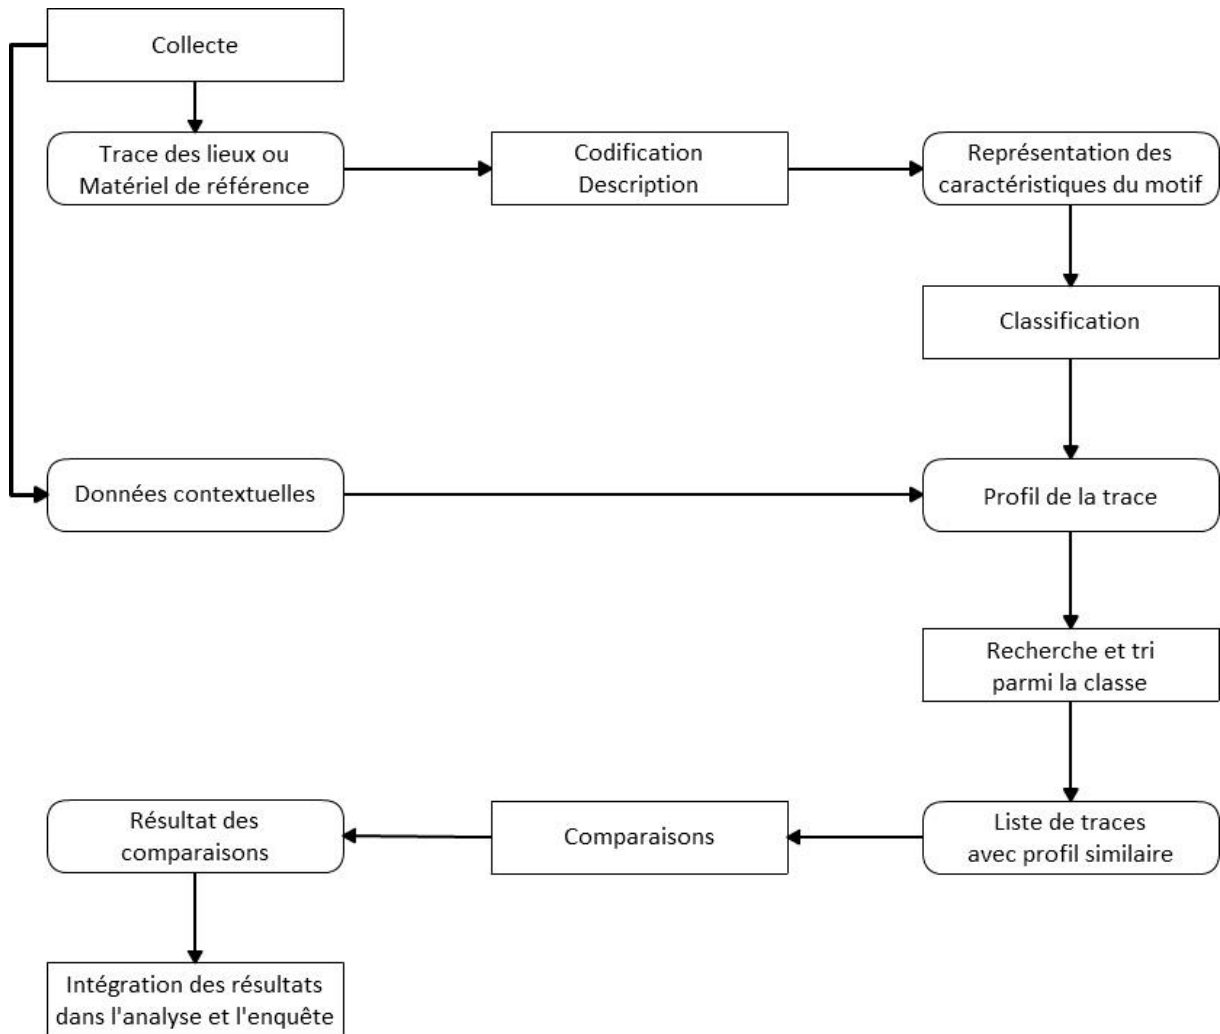 Collecte
Trace des lieux ou
Matériel de référence
Codification
Description
Représentation des
caractéristiques du motif
Classification
Données contextuelles
Profil de la trace
Recherche et tri
parmi la classe
Liste de traces
avec profil similaire
Comparaisons
Résultat des
comparaisons
Intégration des résultats
dans l'analyse et l'enquête